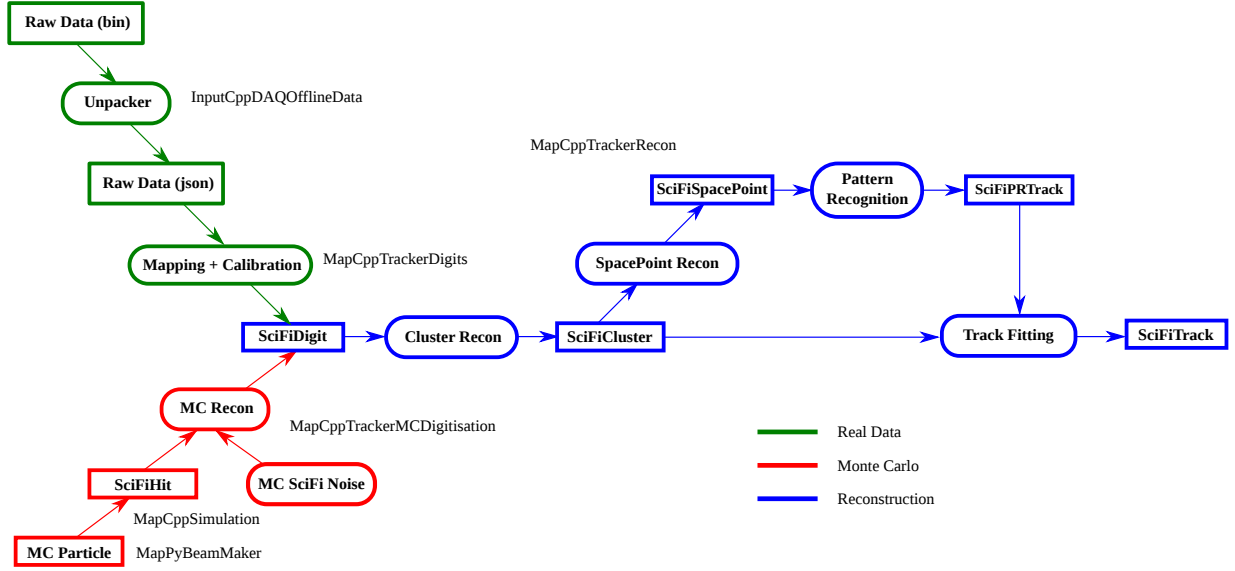 Raw Data (bin)
Unpacker
InputCppDAQOfflineData
MapCppTrackerRecon
Raw Data (json)
SciFiSpacePoint
Pattern
Recognition
SciFiPRTrack
Mapping + Calibration
MapCppTrackerDigits
SpacePoint Recon
SciFiDigit
Cluster Recon
SciFiCluster
Track Fitting
SciFiTrack
MC Recon
MapCppTrackerMCDigitisation
Real Data
Monte Carlo
Reconstruction
SciFiHit
MC SciFi Noise
MapCppSimulation
MC Particle
MapPyBeamMaker